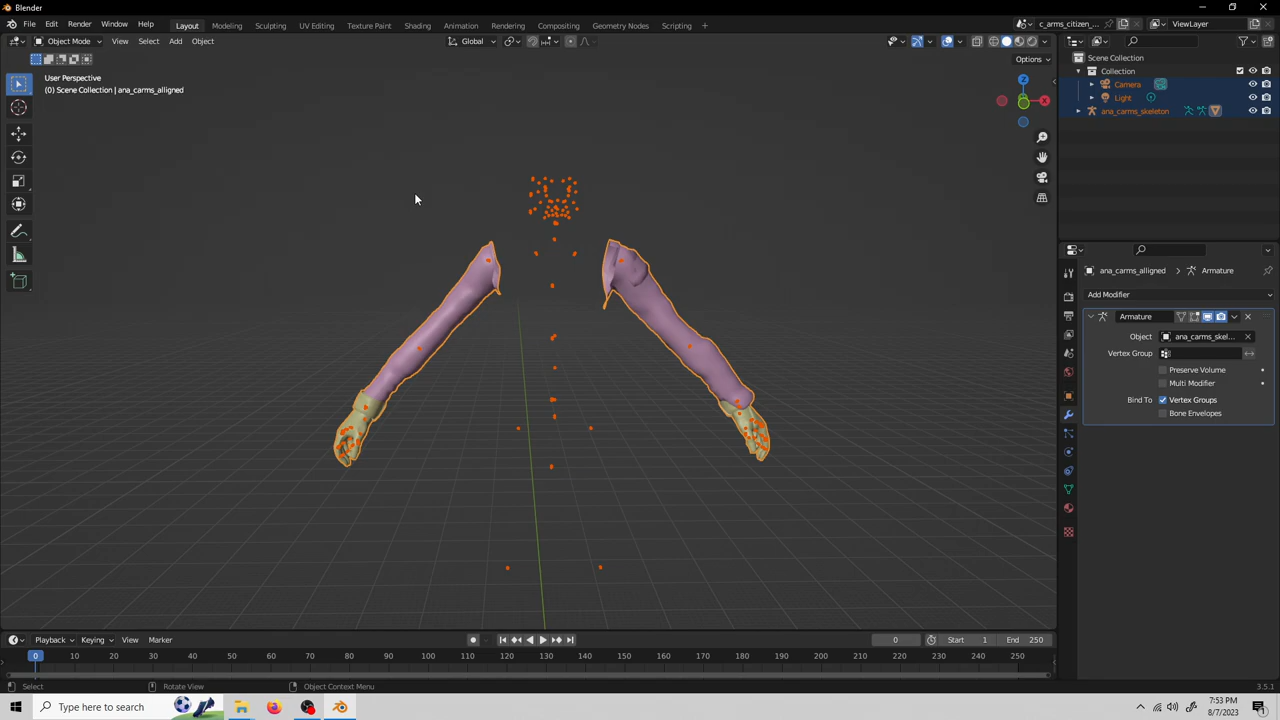 Blender
File Edit Render Window Help Layout Modeling Sculpting UV Editing Texture Paint Shading Animation Rendering Compositing Geometry Nodes Scripting + c_arms_citizen_... ViewLayer
Object Mode View Select Add Object Global
Options
User Perspective
(0) Scene Collection | ana_carms_alligned
Z
X
Scene Collection
Collection
Camera
Light
ana_carms_skeleton
ana_carms_alligned > Armature
Add Modifier
Armature
Object ana_carms_skel...
Vertex Group
Preserve Volume
Multi Modifier
Bind To Vertex Groups
Bone Envelopes
Playback Keying View Marker 0 Start 1 End 250
0 10 20 30 40 50 60 70 80 90 100 110 120 130 140 150 160 170 180 190 200 210 220 230 240 250
Select Rotate View Object Context Menu 3.5.1
Type here to search
7:53 PM
8/7/2023